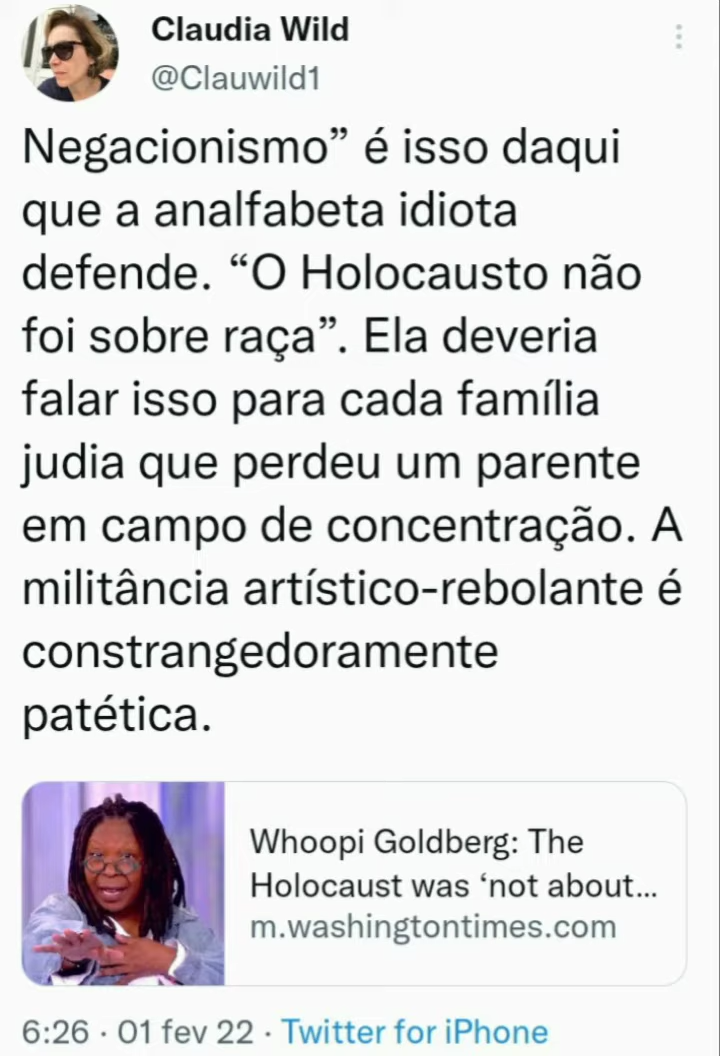 Claudia Wild
@Clauwild1
Negacionismo” é isso daqui
que a analfabeta idiota
defende. “O Holocausto não
foi sobre raça”. Ela deveria
falar isso para cada família
judia que perdeu um parente
em campo de concentração. A
militância artístico-rebolante é
constrangedoramente
patética.
Whoopi Goldberg: The
Holocaust was ‘not about...
m.washingtontimes.com
6:26 · 01 fev 22 · Twitter for iPhone